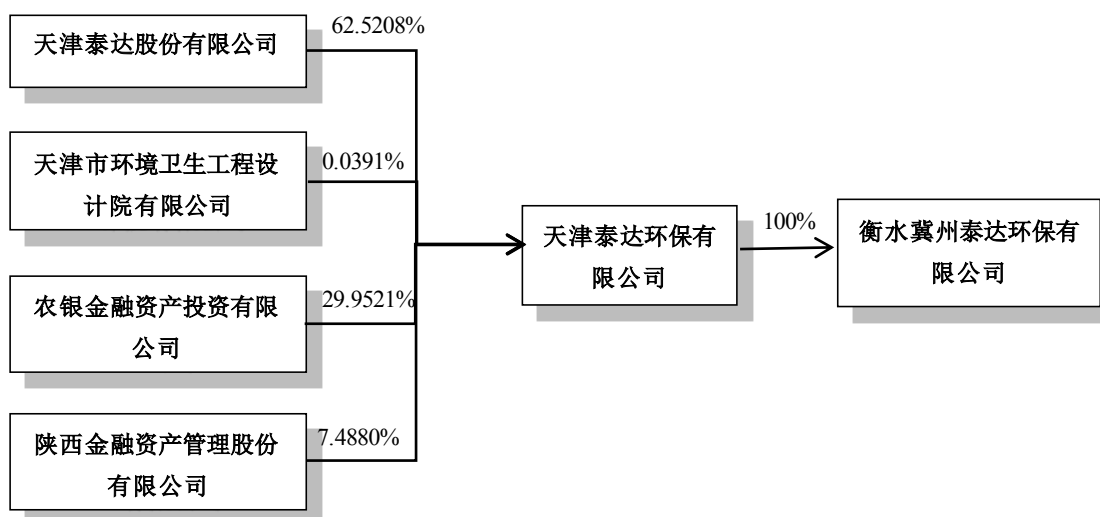 天津泰达股份有限公司
62.5208%
天津市环境卫生工程设
计院有限公司
0.0391%
农银金融资产投资有限
公司
29.9521%
陕西金融资产管理股份
有限公司
7.4880%
天津泰达环保有
限公司
100%
衡水冀州泰达环保有
限公司